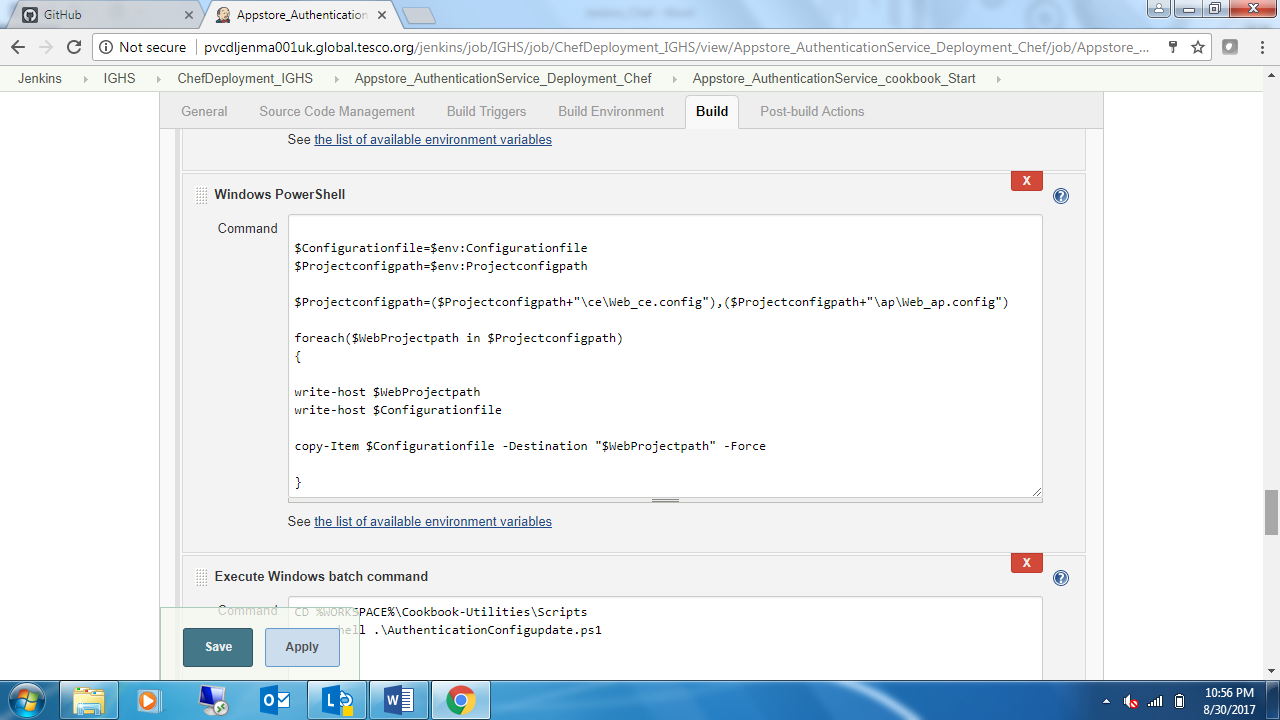 GitHub
Appstore_Authentication
Not secure
pvcdljenma001uk.global.tesco.org/jenkins/job/IGHS/job/ChefDeployment_IGHS/view/Appstore_AuthenticationService_Deployment_Chef/job/Appstore_...
Jenkins IGHS ChefDeployment_IGHS Appstore_AuthenticationService_Deployment_Chef Appstore_AuthenticationService_cookbook_Start
General Source Code Management Build Triggers Build Environment Build Post-build Actions
See the list of available environment variables
X
Windows PowerShell
?
Command
$Configurationfile=$env:Configurationfile
$Projectconfigpath=$env:Projectconfigpath
$Projectconfigpath=($Projectconfigpath+"\ce\Web_ce.config"),($Projectconfigpath+"\ap\Web_ap.config")
foreach($WebProjectpath in $Projectconfigpath)
{
write-host $WebProjectpath
write-host $Configurationfile
copy-Item $Configurationfile -Destination "$WebProjectpath" -Force
}
See the list of available environment variables
X
Execute Windows batch command
?
Command
CD %WORKSPACE%\Cookbook-Utilities\Scripts
.\AuthenticationConfigupdate.ps1
Save Apply
10:56 PM
8/30/2017